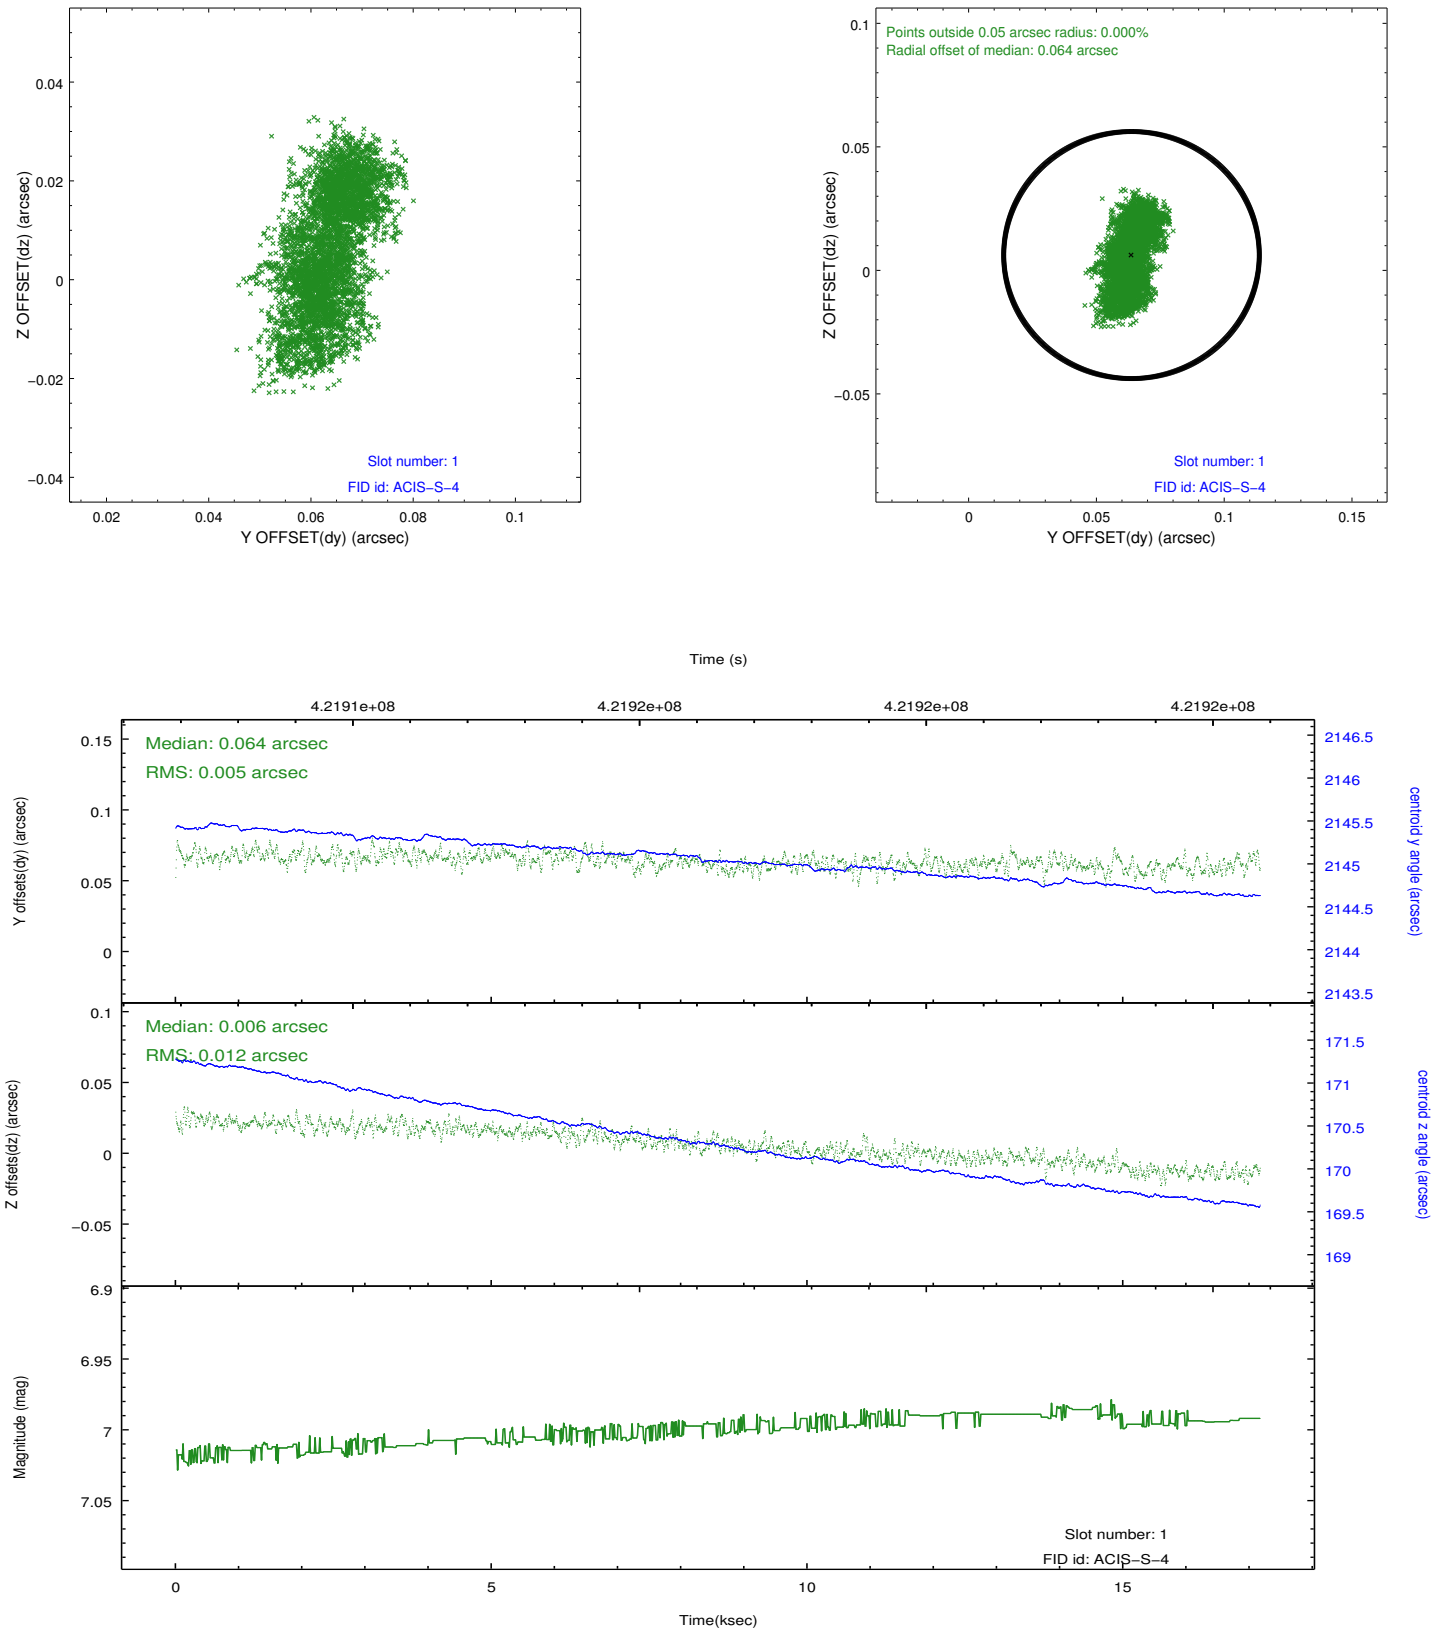 0.04
0.02
0
−0.02
−0.04
Z OFFSET(dz) (arcsec)
Slot number: 1
FID id: ACIS−S−4
0.02 0.04 0.06 0.08 0.1
Y OFFSET(dy) (arcsec)
Points outside 0.05 arcsec radius: 0.000%
Radial offset of median: 0.064 arcsec
0.1
0.05
0
−0.05
Z OFFSET(dz) (arcsec)
Slot number: 1
FID id: ACIS−S−4
0 0.05 0.1 0.15
Y OFFSET(dy) (arcsec)
Time (s)
4.2191e+08 4.2192e+08 4.2192e+08 4.2192e+08
Median: 0.064 arcsec
RMS: 0.005 arcsec
0.15
0.1
0.05
0
Y offsets(dy) (arcsec)
2146.5
2146
2145.5
2145
2144.5
2144
2143.5
centroid y angle (arcsec)
Median: 0.006 arcsec
RMS: 0.012 arcsec
0.1
0.05
0
−0.05
Z offsets(dz) (arcsec)
171.5
171
170.5
170
169.5
169
centroid z angle (arcsec)
6.9
6.95
7
7.05
Magnitude (mag)
Slot number: 1
FID id: ACIS−S−4
0 5 10 15
Time(ksec)